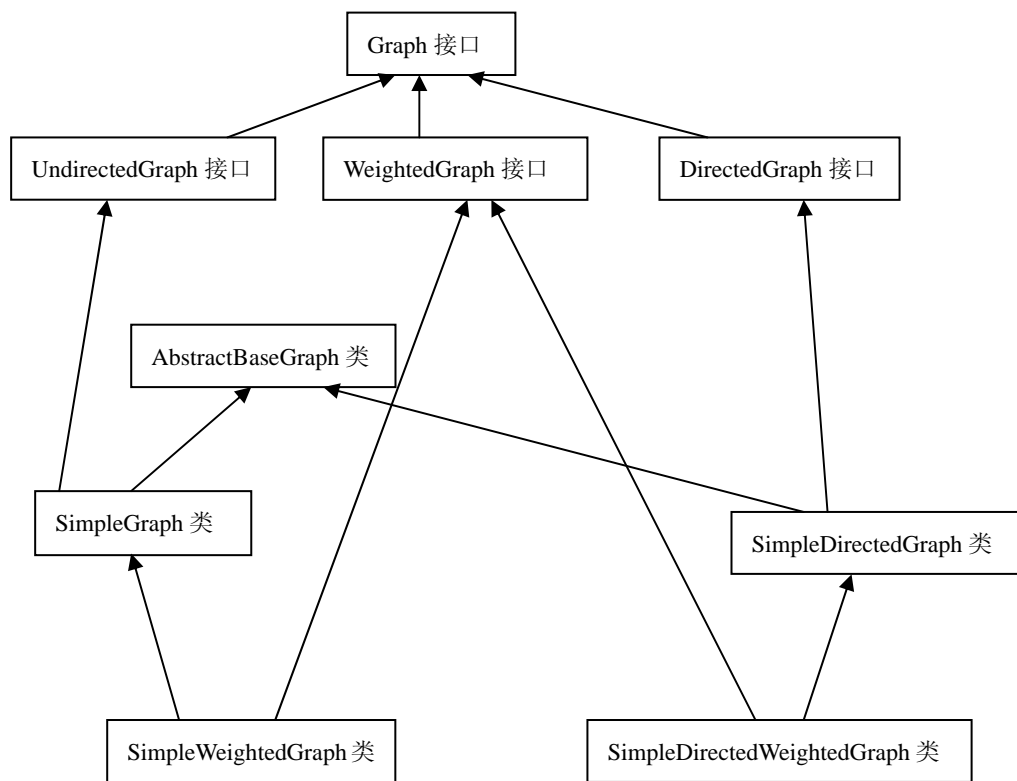 Graph 接口
UndirectedGraph 接口
WeightedGraph 接口
DirectedGraph 接口
AbstractBaseGraph 类
SimpleGraph 类
SimpleDirectedGraph 类
SimpleWeightedGraph 类
SimpleDirectedWeightedGraph 类